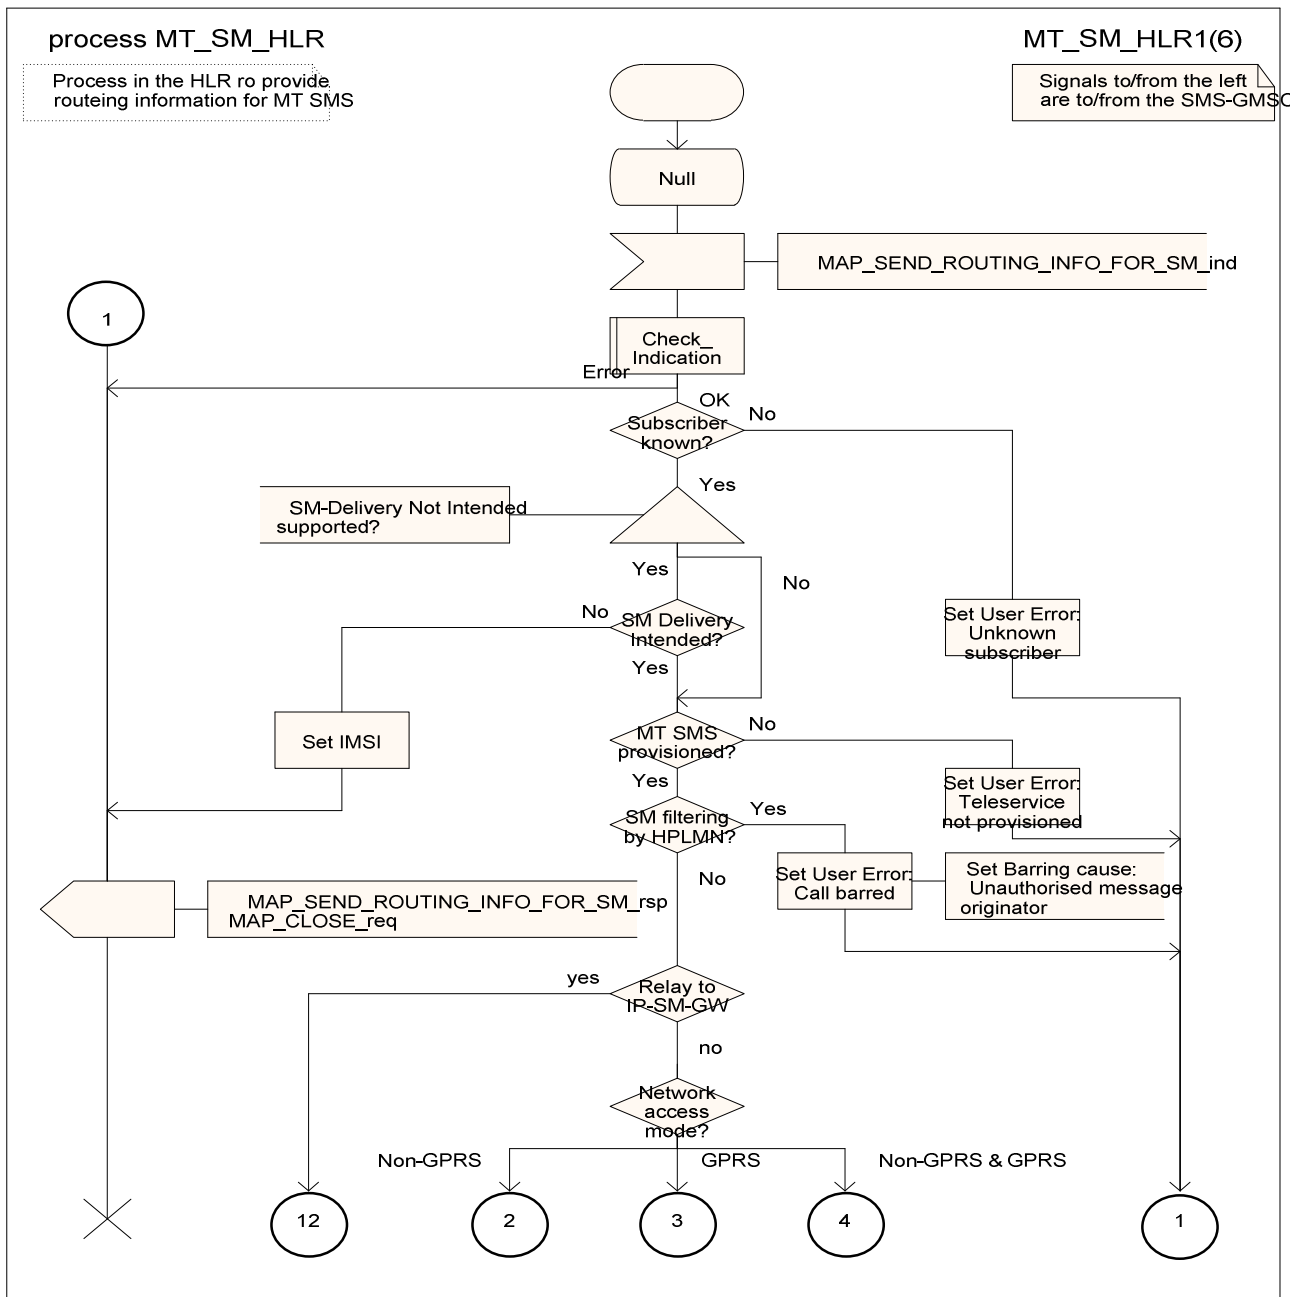 process MT_SM_HLR
MT_SM_HLR1(6)
Process in the HLR ro provide
routeing information for MT SMS
Signals to/from the left
are to/from the SMS-GMSC
Null
MAP_SEND_ROUTING_INFO_FOR_SM_ind
1
Check_
Indication
Error
OK
No
Subscriber
known?
Yes
SM-Delivery Not Intended
supported?
Yes
No
No
SM Delivery
Intended?
Set User Error:
Unknown
subscriber
Yes
Set IMSI
MT SMS
provisioned?
No
Yes
Set User Error:
Teleservice
not provisioned
SM filtering
by HPLMN?
Yes
No
Set User Error:
Call barred
Set Barring cause:
Unauthorised message
originator
MAP_SEND_ROUTING_INFO_FOR_SM_rsp
MAP_CLOSE_req
yes
Relay to
IP-SM-GW
no
Network
access
mode?
Non-GPRS
GPRS
Non-GPRS & GPRS
12
2
3
4
1